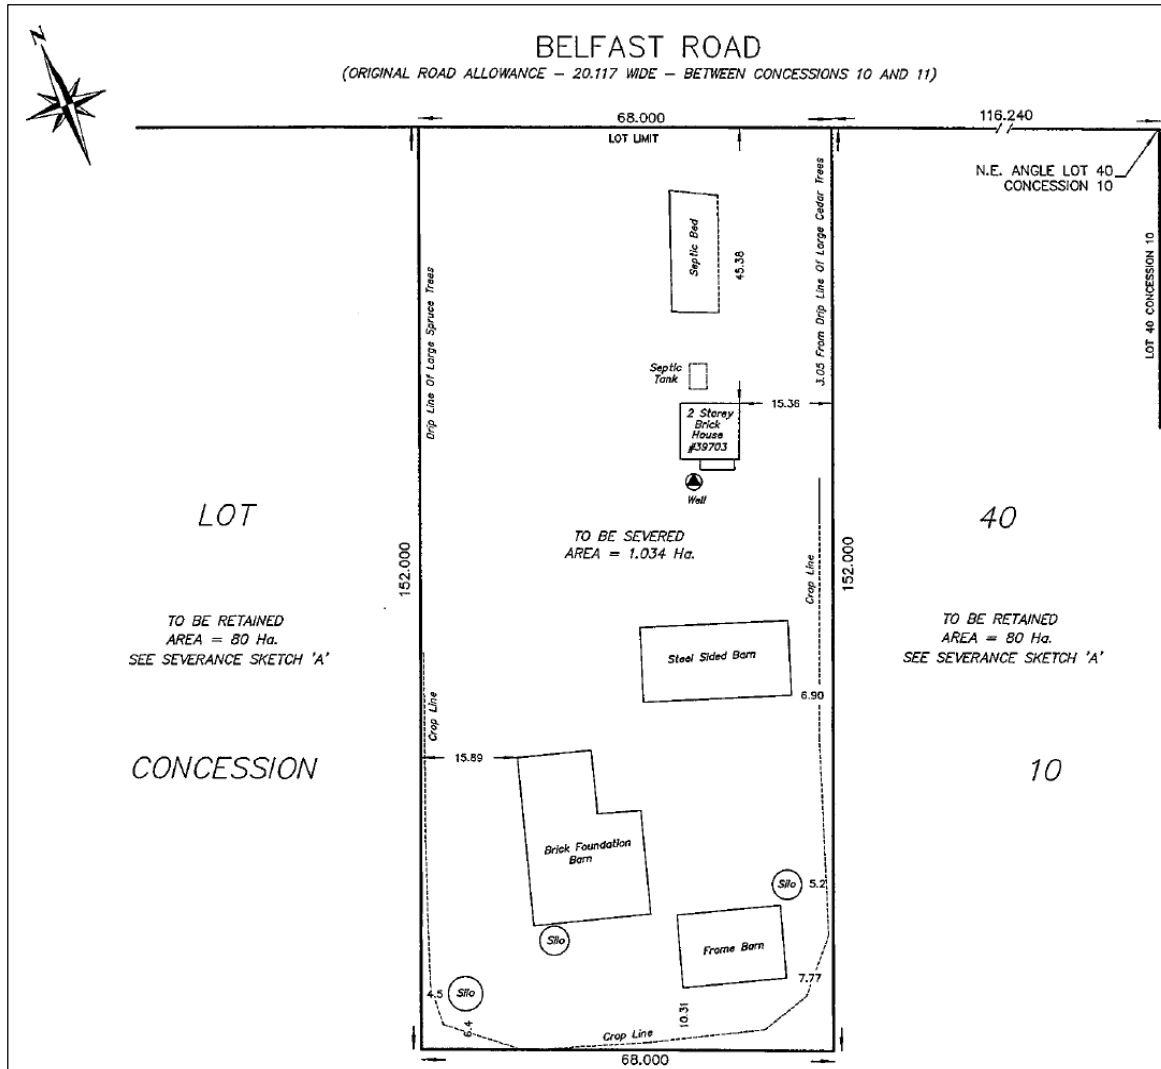 N
BELFAST ROAD
(ORIGINAL ROAD ALLOWANCE – 20.117 WIDE – BETWEEN CONCESSIONS 10 AND 11)
68.000
116.240
LOT LIMIT
N.E. ANGLE LOT 40
CONCESSION 10
LOT 40 CONCESSION 10
Drip Line Of Large Spruce Trees
Septic Bed
45.38
3.05 From Drip Line Of Large Cedar Trees
Septic
Tank
15.36
2 Storey
Brick
House
#39703
Well
LOT
40
TO BE SEVERED
AREA = 1.034 Ha.
152.000
Crop Line
152.000
TO BE RETAINED
AREA = 80 Ha.
SEE SEVERANCE SKETCH 'A'
TO BE RETAINED
AREA = 80 Ha.
SEE SEVERANCE SKETCH 'A'
Steel Sided Barn
6.90
Crop Line
15.89
CONCESSION
10
Brick Foundation
Barn
Silo
5.2
Silo
Frame Barn
7.77
4.5
Silo
6.4
10.31
Crop Line
68.000